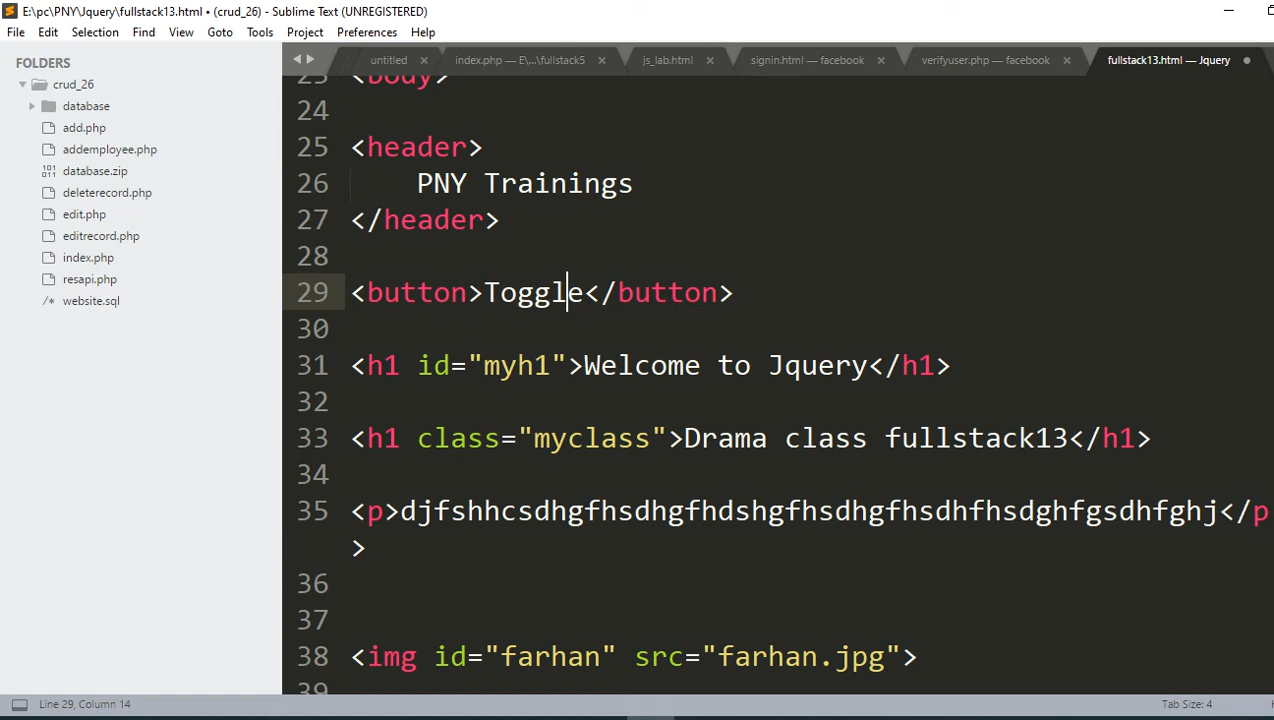 E:\pc\PNY\Jquery\fullstack13.html • (crud_26) - Sublime Text (UNREGISTERED)
File Edit Selection Find View Goto Tools Project Preferences Help
FOLDERS
crud_26
database
add.php
addemployee.php
database.zip
deleterecord.php
edit.php
editrecord.php
index.php
resapi.php
website.sql
untitled
index.php — E\...\fullstack5
js_lab.html
signin.html — facebook
verifyuser.php — facebook
fullstack13.html — Jquery
23 <body>
24
25 <header>
26     PNY Trainings
27 </header>
28
29 <button>Toggle</button>
30
31 <h1 id="myh1">Welcome to Jquery</h1>
32
33 <h1 class="myclass">Drama class fullstack13</h1>
34
35 <p>djfshhcsdhgfhsdhgfhdshgfhsdhgfhsdhfhsdghfgsdhfghj</p
>
36
37
38 <img id="farhan" src="farhan.jpg">
39
Line 29, Column 14
Tab Size: 4